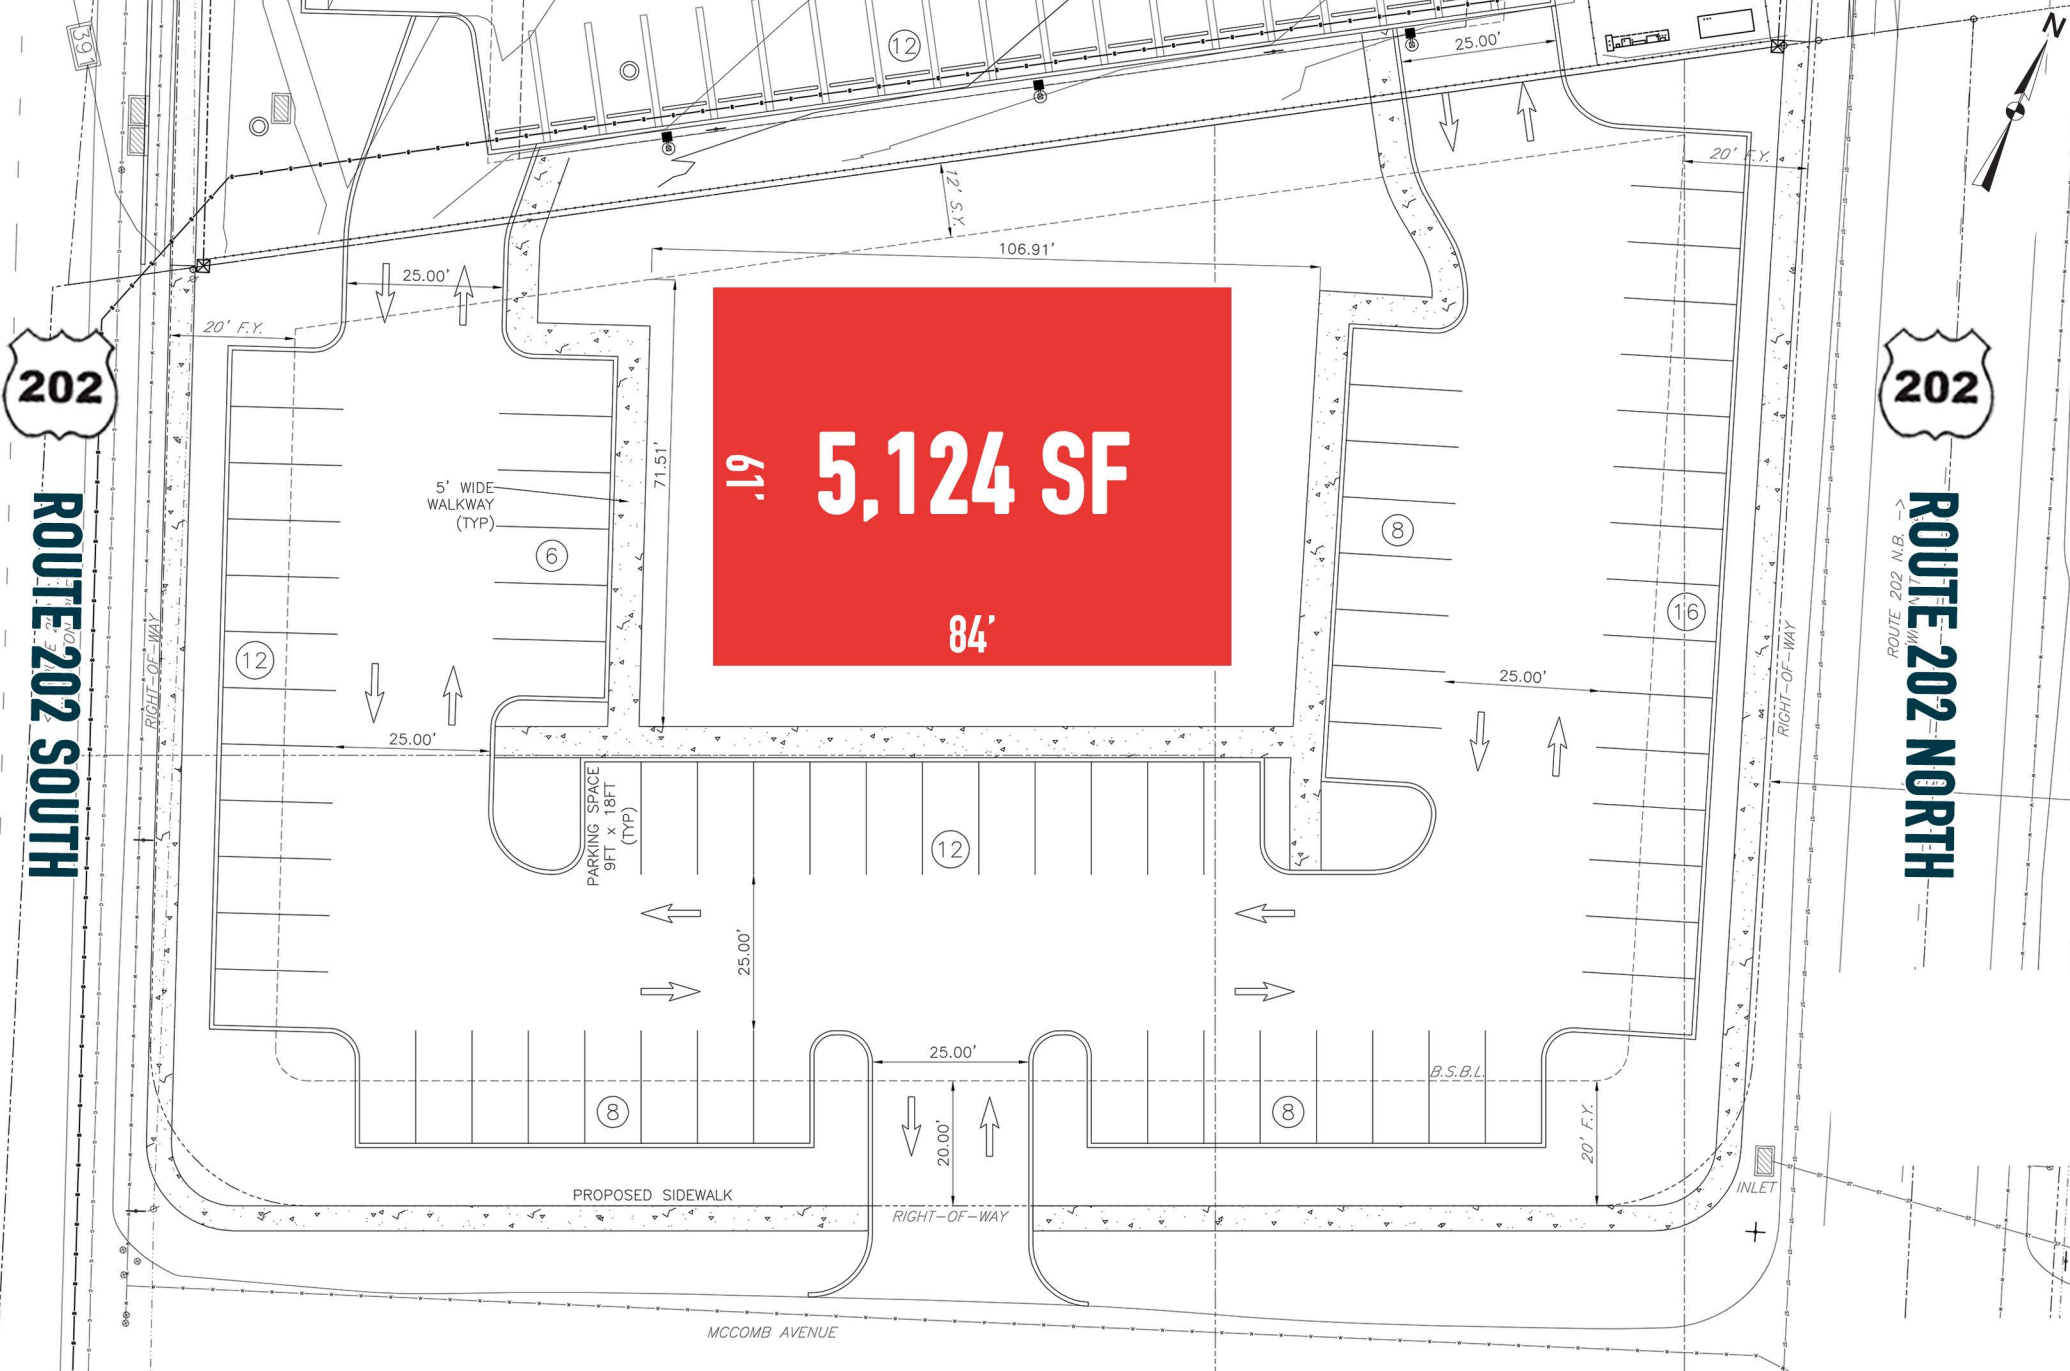 391
12
25.00'
N
20' F.Y.
12' S.Y.
106.91'
25.00'
20' F.Y.
202
202
71.51'
61'
5,124 SF
84'
5' WIDE
WALKWAY
(TYP)
6
8
12
16
ROUTE 202 SOUTH
ROUTE 202 NORTH
ROUTE 202 N.B. ->
RIGHT-OF-WAY
RIGHT-OF-WAY
25.00'
25.00'
PARKING SPACE
9FT x 18FT
(TYP)
12
25.00'
25.00'
B.S.B.L.
8
8
20.00'
20' F.Y.
PROPOSED SIDEWALK
RIGHT-OF-WAY
INLET
MCCOMB AVENUE